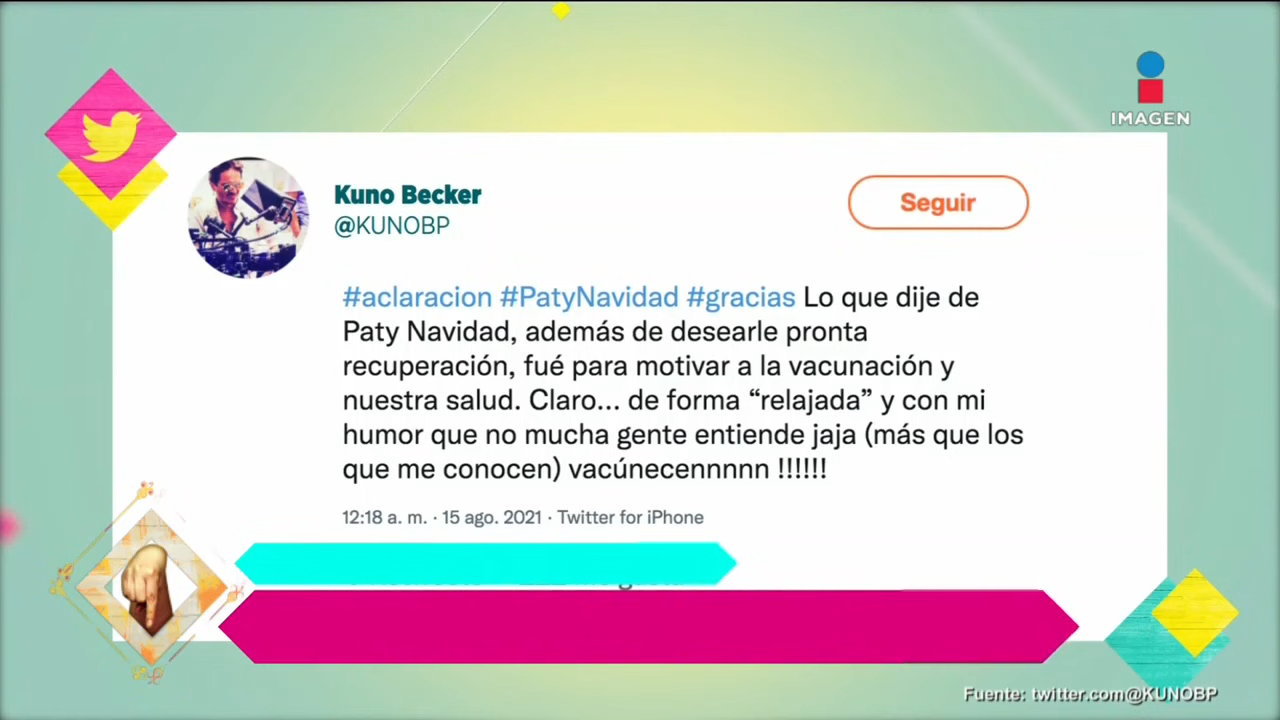 IMAGEN
Kuno Becker
@KUNOBP
Seguir
#aclaracion #PatyNavidad #gracias Lo que dije de
Paty Navidad, además de desearle pronta
recuperación, fué para motivar a la vacunación y
nuestra salud. Claro... de forma “relajada” y con mi
humor que no mucha gente entiende jaja (más que los
que me conocen) vacúnecennnnn !!!!!!
12:18 a. m. · 15 ago. 2021 · Twitter for iPhone
Fuente: twitter.com@KUNOBP